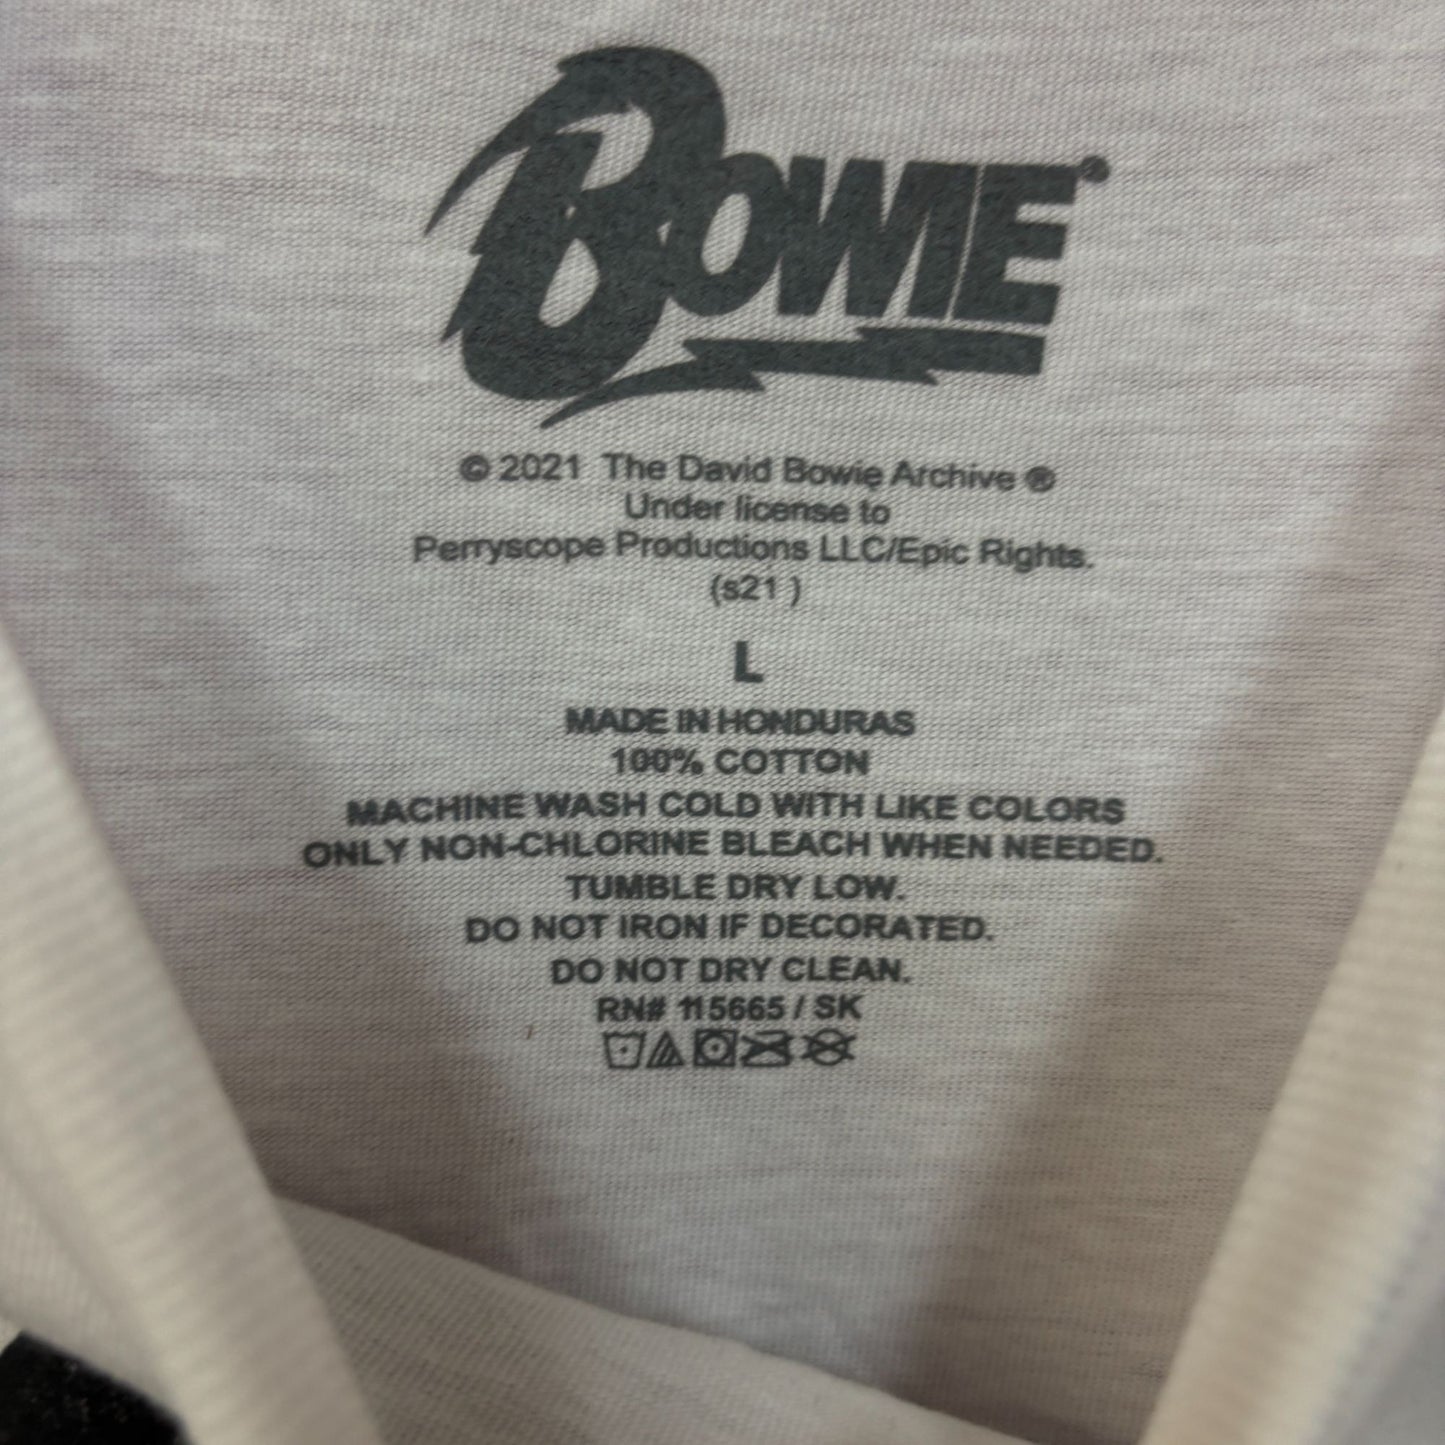 BOWIE®
© 2021 The David Bowie Archive ®
Under license to
Perryscope Productions LLC/Epic Rights.
(s21 )
L
MADE IN HONDURAS
100% COTTON
MACHINE WASH COLD WITH LIKE COLORS
ONLY NON-CHLORINE BLEACH WHEN NEEDED.
TUMBLE DRY LOW.
DO NOT IRON IF DECORATED.
DO NOT DRY CLEAN.
RN# 115665 / SK